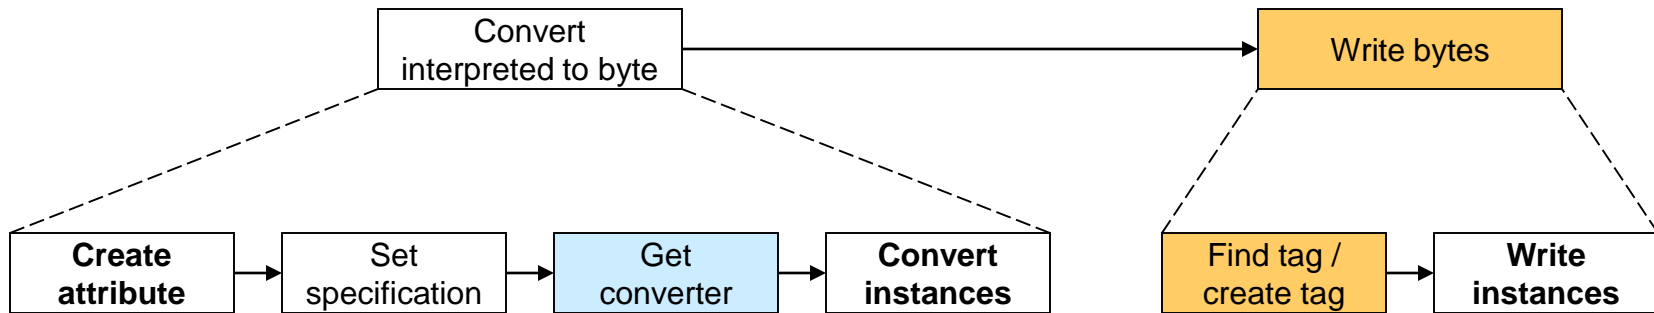 Convert
interpreted to byte
Write bytes
Create
attribute
Set
specification
Get
converter
Convert
instances
Find tag /
create tag
Write
instances